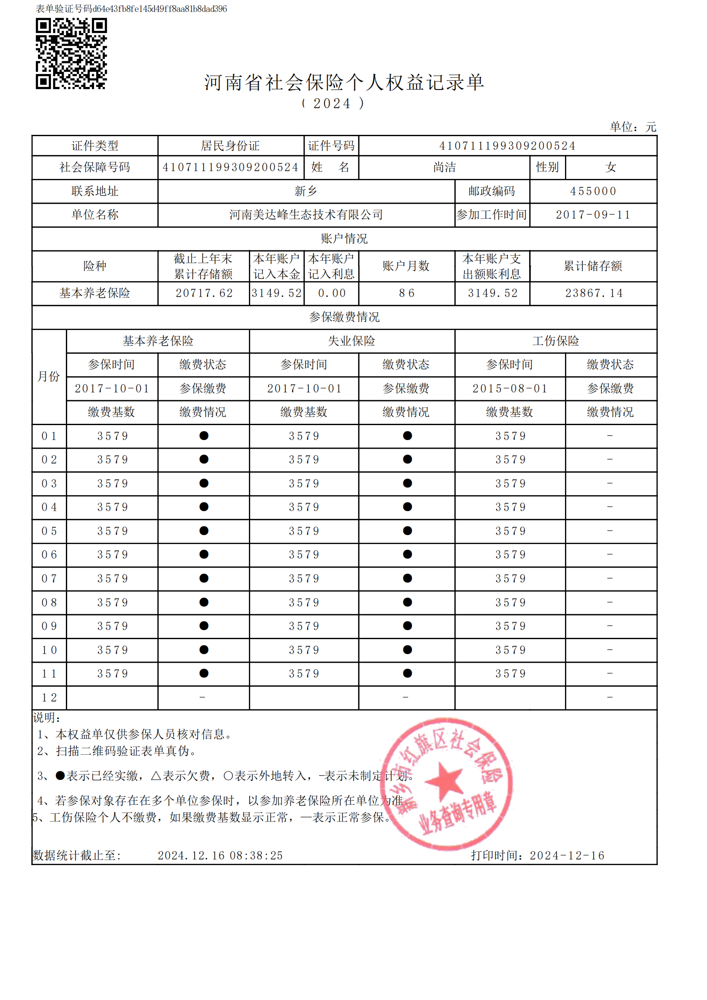 表单验证号码d64e43fb8fe145d49ff8aa81b8dad396
河南省社会保险个人权益记录单
( 2024 )
单位：元
证件类型 居民身份证 证件号码 410711199309200524
社会保障号码 410711199309200524 姓 名 尚洁 性别 女
联系地址 新乡 邮政编码 455000
单位名称 河南美达峰生态技术有限公司 参加工作时间 2017-09-11
账户情况
险种 截止上年末累计存储额 本年账户记入本金 本年账户记入利息 账户月数 本年账户支出额账利息 累计储存额
基本养老保险 20717.62 3149.52 0.00 86 3149.52 23867.14
参保缴费情况
月份 基本养老保险 失业保险 工伤保险
参保时间 缴费状态 参保时间 缴费状态 参保时间 缴费状态
2017-10-01 参保缴费 2017-10-01 参保缴费 2015-08-01 参保缴费
缴费基数 缴费情况 缴费基数 缴费情况 缴费基数 缴费情况
01 3579 ● 3579 ● 3579 -
02 3579 ● 3579 ● 3579 -
03 3579 ● 3579 ● 3579 -
04 3579 ● 3579 ● 3579 -
05 3579 ● 3579 ● 3579 -
06 3579 ● 3579 ● 3579 -
07 3579 ● 3579 ● 3579 -
08 3579 ● 3579 ● 3579 -
09 3579 ● 3579 ● 3579 -
10 3579 ● 3579 ● 3579 -
11 3579 ● 3579 ● 3579 -
12 - - -
说明：
1、本权益单仅供参保人员核对信息。
2、扫描二维码验证表单真伪。
3、●表示已经实缴，△表示欠费，○表示外地转入，-表示未制定计划。
4、若参保对象存在在多个单位参保时，以参加养老保险所在单位为准。
5、工伤保险个人不缴费，如果缴费基数显示正常，—表示正常参保。
新乡市红旗区社会保险
业务查询专用章
数据统计截止至： 2024.12.16 08:38:25 打印时间：2024-12-16